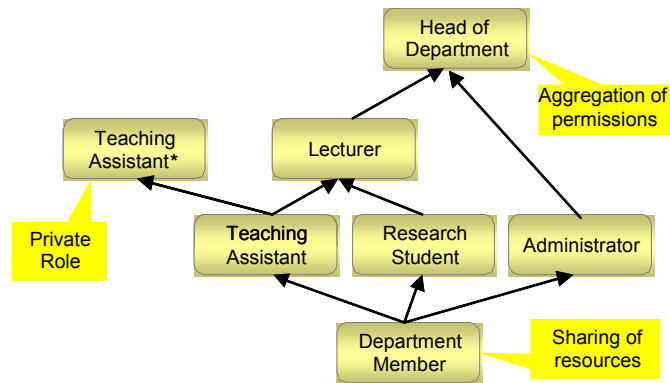 Head of
Department
Aggregation of
permissions
Teaching
Assistant*
Lecturer
Private
Role
Teaching
Assistant
Research
Student
Administrator
Department
Member
Sharing of
resources